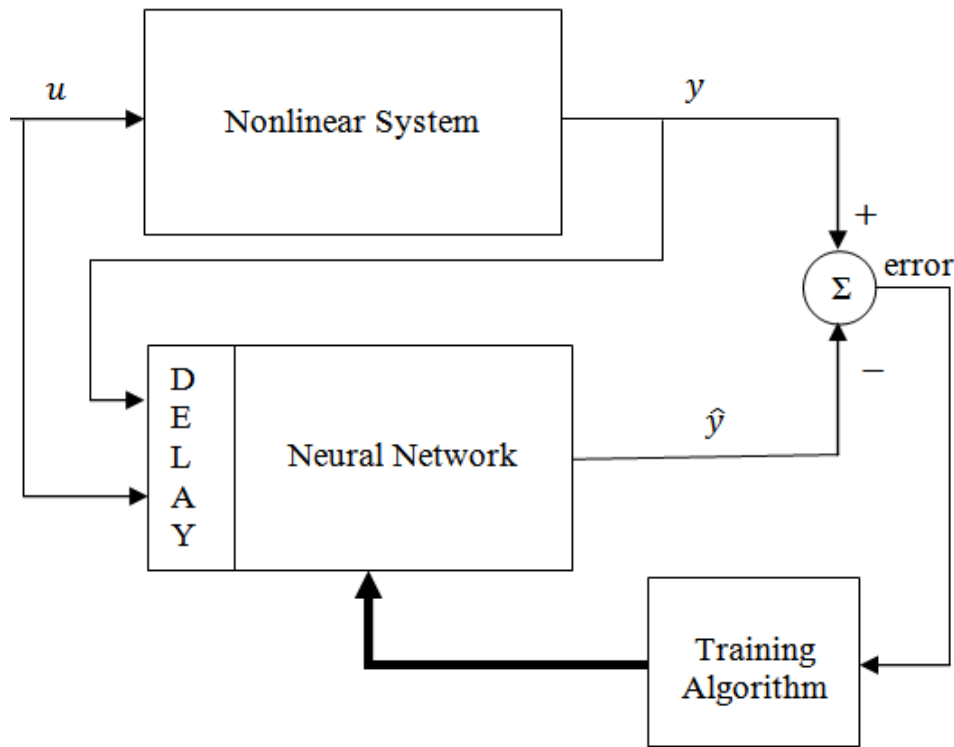 u
Nonlinear System
y
+
error
Σ
−
D
E
L
A
Y
Neural Network
ŷ
Training
Algorithm